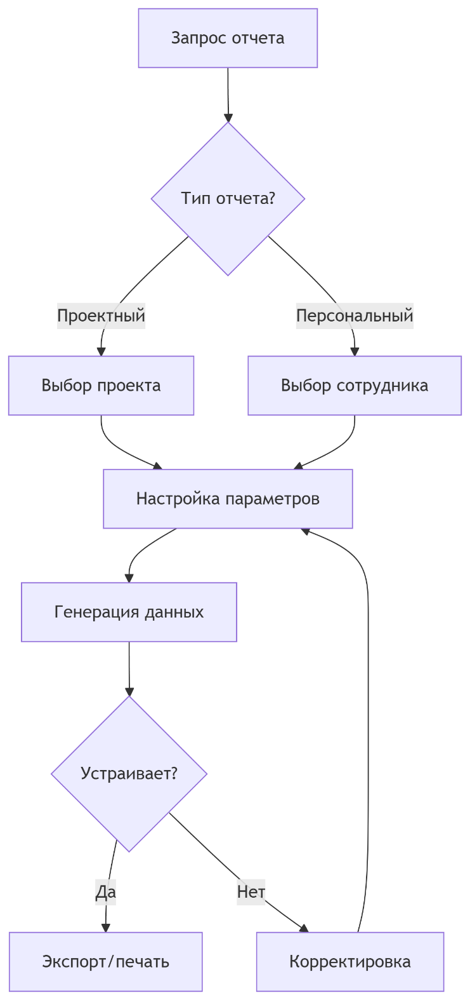 Запрос отчета
Тип отчета?
Проектный
Персональный
Выбор проекта
Выбор сотрудника
Настройка параметров
Генерация данных
Устраивает?
Да
Нет
Экспорт/печать
Корректировка